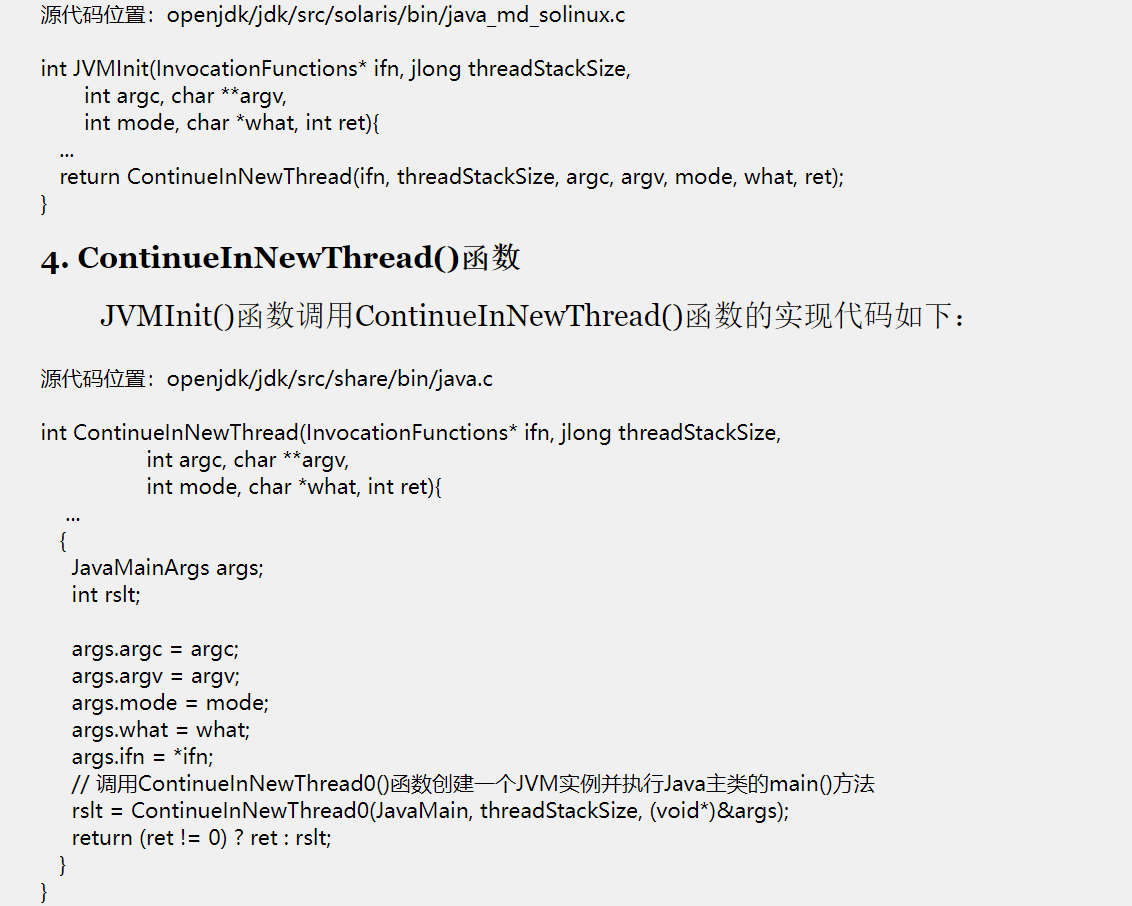 源代码位置：openjdk/jdk/src/solaris/bin/java_md_solinux.c
int JVMInit(InvocationFunctions* ifn, jlong threadStackSize,
int argc, char **argv,
int mode, char *what, int ret){
...
return ContinueInNewThread(ifn, threadStackSize, argc, argv, mode, what, ret);
}
4. ContinueInNewThread()函数
JVMInit()函数调用ContinueInNewThread()函数的实现代码如下：
源代码位置：openjdk/jdk/src/share/bin/java.c
int ContinueInNewThread(InvocationFunctions* ifn, jlong threadStackSize,
int argc, char **argv,
int mode, char *what, int ret){
...
{
JavaMainArgs args;
int rslt;
args.argc = argc;
args.argv = argv;
args.mode = mode;
args.what = what;
args.ifn = *ifn;
// 调用ContinueInNewThread0()函数创建一个JVM实例并执行Java主类的main()方法
rslt = ContinueInNewThread0(JavaMain, threadStackSize, (void*)&args);
return (ret != 0) ? ret : rslt;
}
}